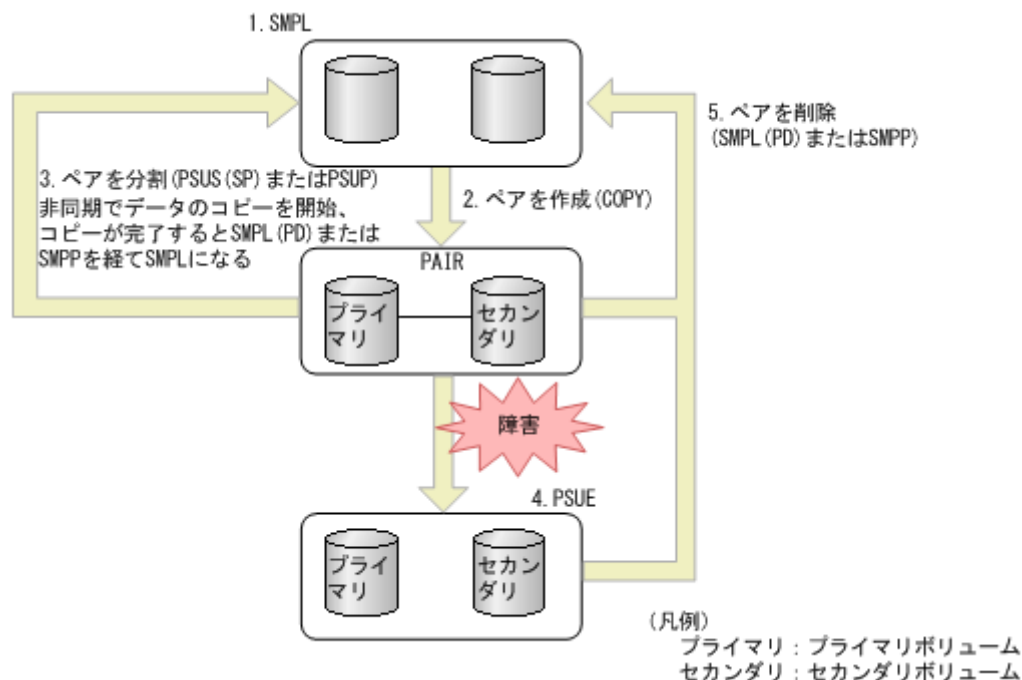 1.SMPL
5.ペアを削除
(SMPL(PD)またはSMPP)
3.ペアを分割(PSUS(SP)またはPSUP)
非同期でデータのコピーを開始、
コピーが完了するとSMPL(PD)または
SMPPを経てSMPLになる
2.ペアを作成(COPY)
PAIR
プライ
マリ
セカン
ダリ
障害
4.PSUE
プライ
マリ
セカン
ダリ
(凡例)
プライマリ：プライマリボリューム
セカンダリ：セカンダリボリューム